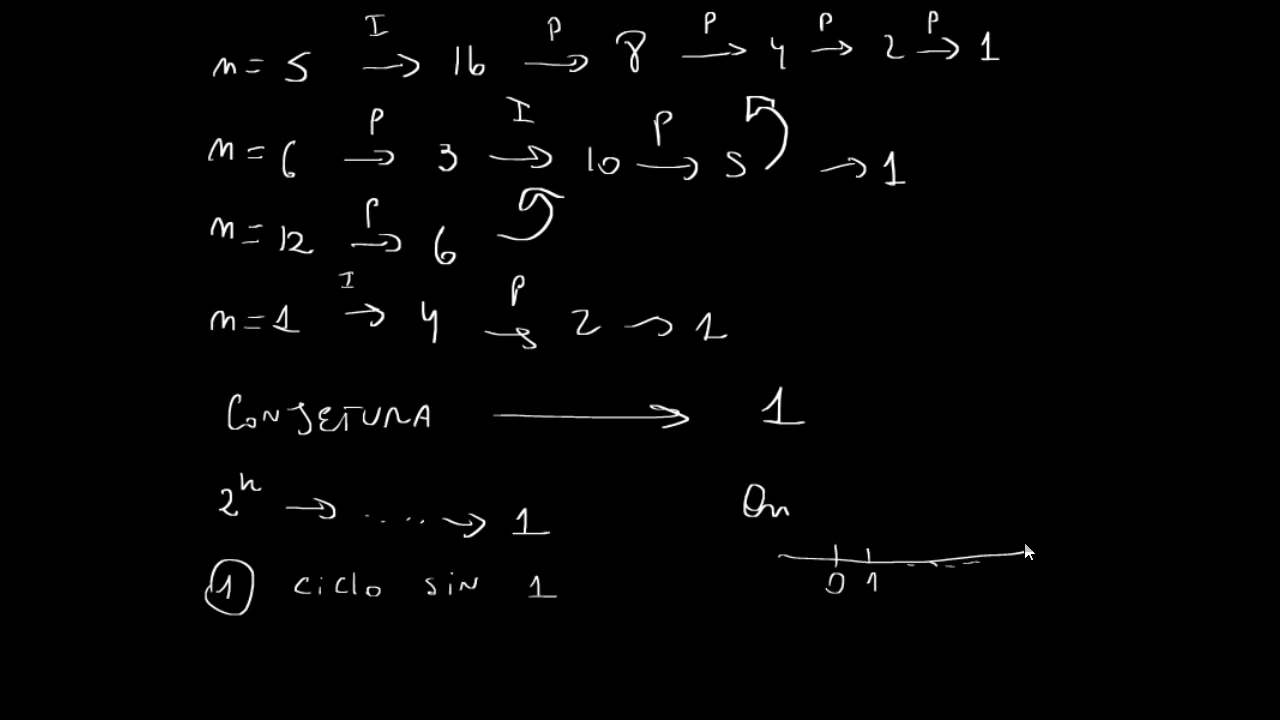 I P P P P
n = 5 → 16 → 8 → 4 → 2 → 1
P I P
n = 6 → 3 → 10 → 5 → 1
P
n = 12 → 6
I P
n = 1 → 4 → 2 → 1
CONJETURA → 1
2^n → ..... → 1
On
1 ciclo sin 1
0 1